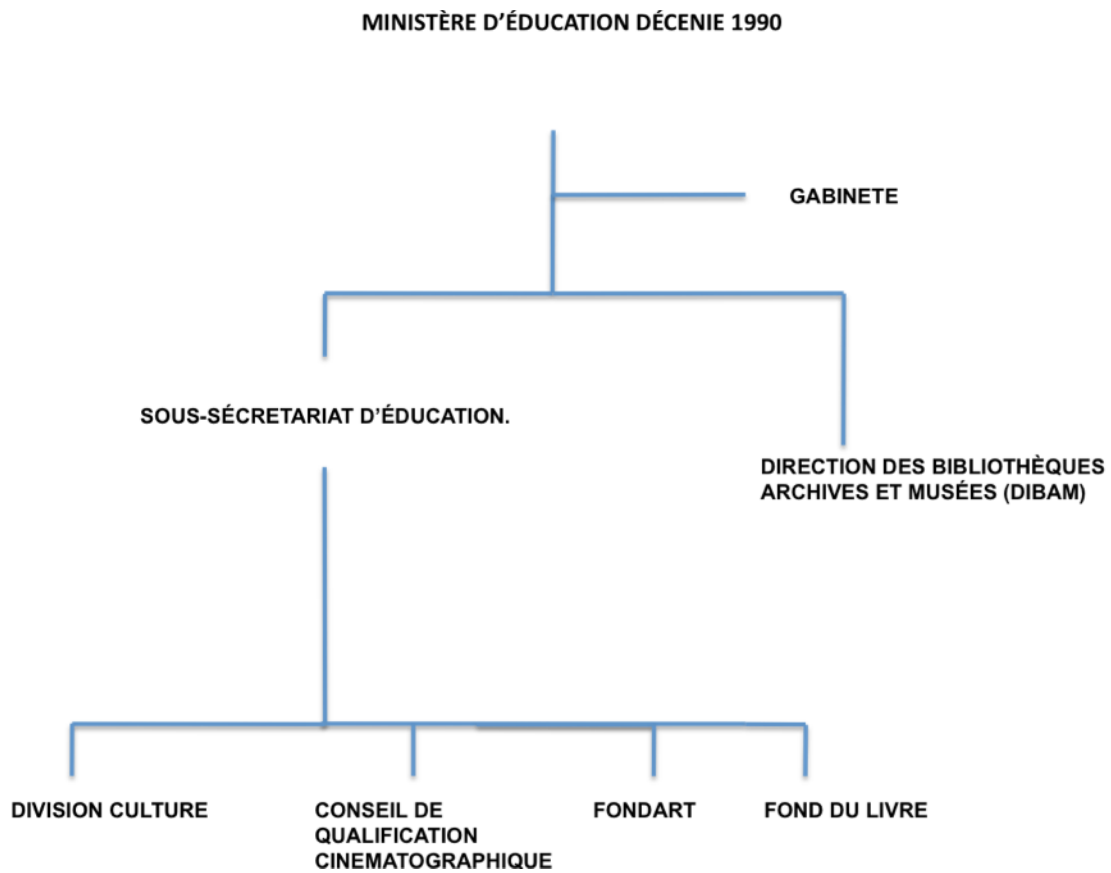 MINISTÈRE D’ÉDUCATION DÉCENIE 1990
GABINETE
SOUS-SÉCRETARIAT D’ÉDUCATION.
DIRECTION DES BIBLIOTHÈQUES
ARCHIVES ET MUSÉES (DIBAM)
DIVISION CULTURE
CONSEIL DE
QUALIFICATION
CINEMATOGRAPHIQUE
FONDART
FOND DU LIVRE